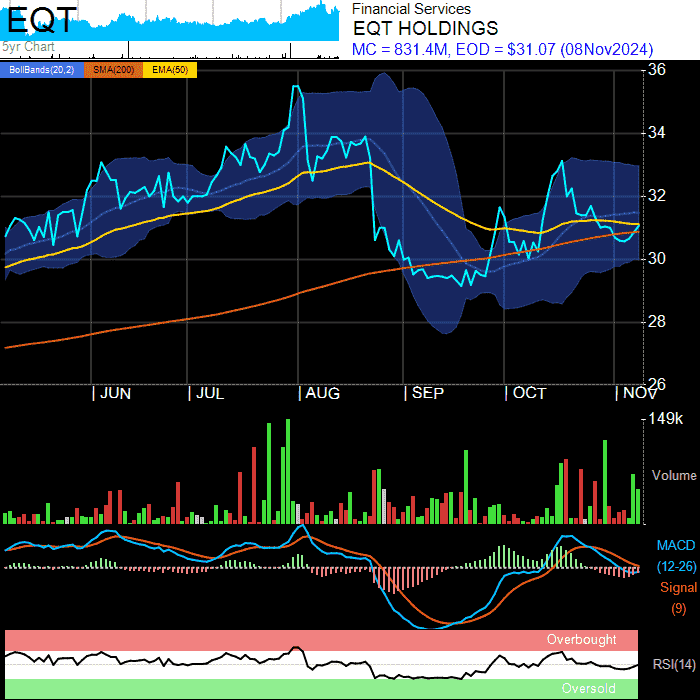 EQT
5yr Chart
Financial Services
EQT HOLDINGS
MC = 831.4M, EOD = $31.07 (08Nov2024)
BollBands(20,2) SMA(200) EMA(50)
36
34
32
30
28
26
JUN JUL AUG SEP OCT NOV
149k
Volume
MACD
(12-26)
Signal
(9)
Overbought
RSI(14)
Oversold